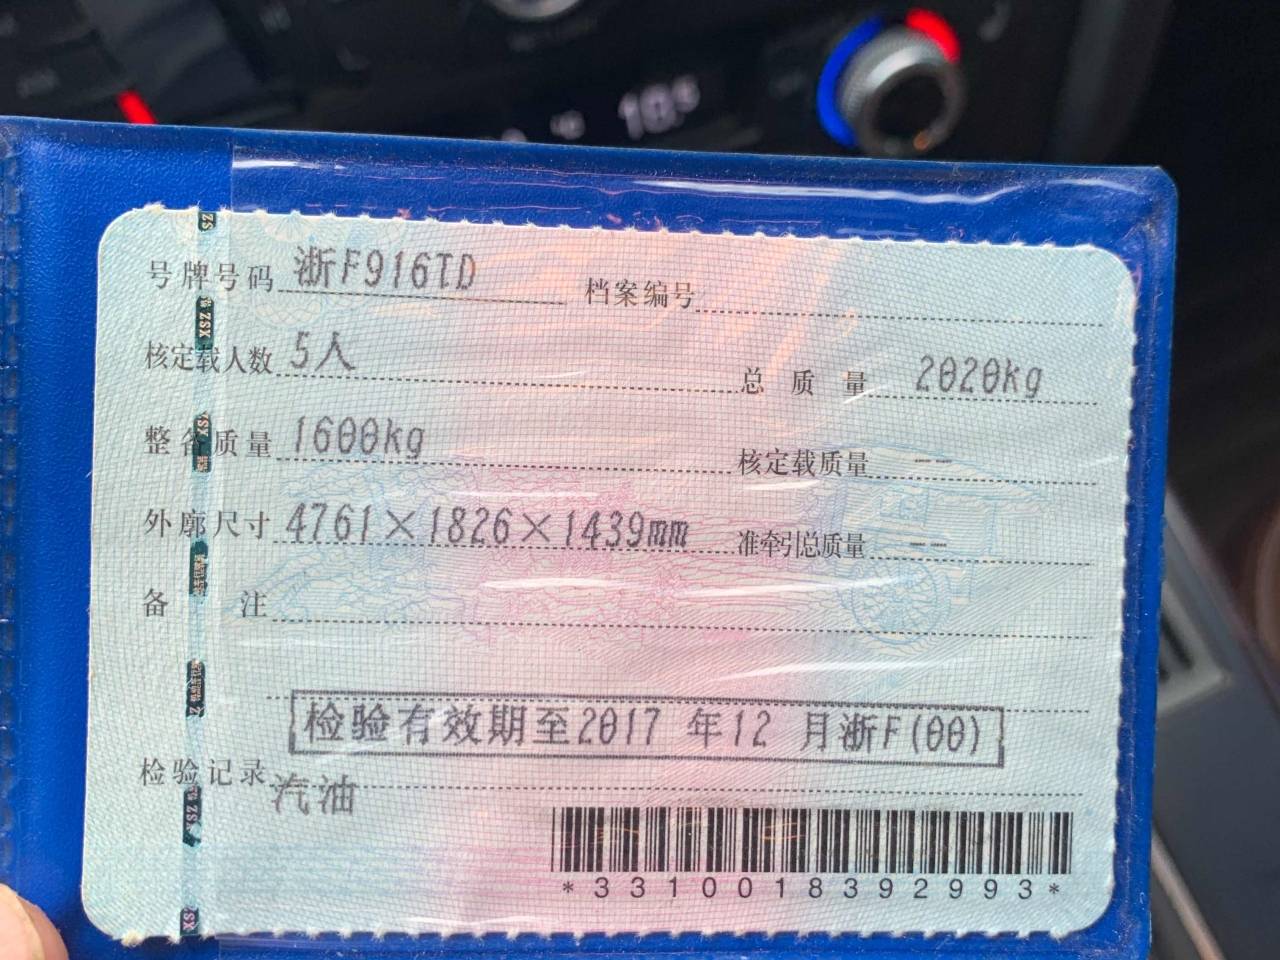 18.5
号牌号码 浙F916TD 档案编号
核定载人数 5人 总质量 2020kg
整备质量 1600kg 核定载质量 --
外廓尺寸 4761×1826×1439mm 准牵引总质量 --
备注
检验有效期至2017 年12 月浙F(00)
检验记录 汽油
*3310018392993*